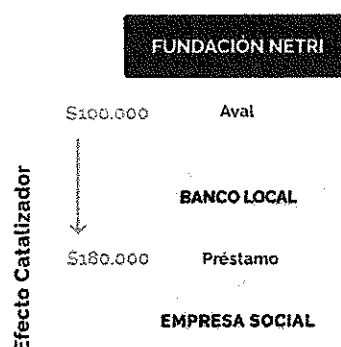 FUNDACIÓN NETRI
$100.000 Aval
BANCO LOCAL
$180.000 Préstamo
EMPRESA SOCIAL
Efecto Catalizador